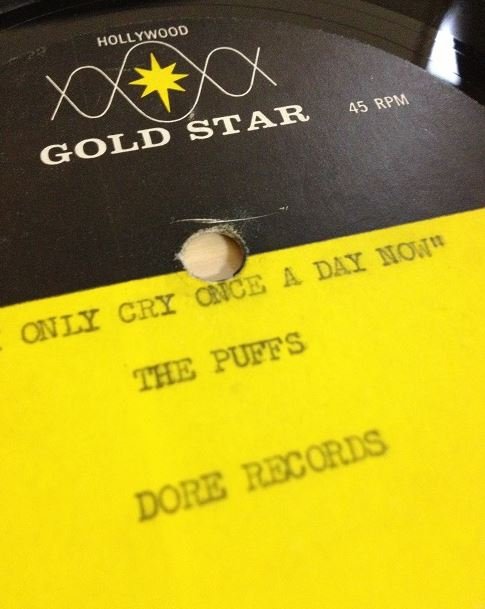 HOLLYWOOD
GOLD STAR
45 RPM
ONLY CRY ONCE A DAY NOW"
THE PUFFS
DORE RECORDS